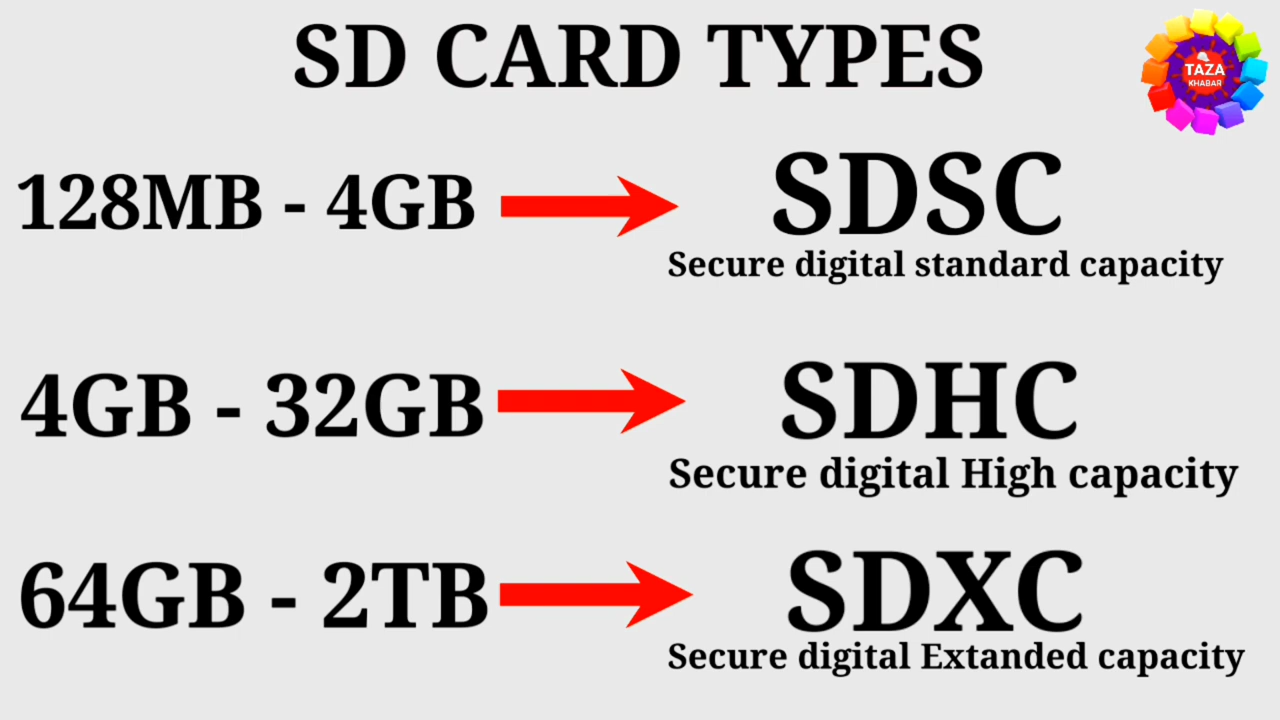 SD CARD TYPES
TAZA
KHABAR
128MB - 4GB
SDSC
Secure digital standard capacity
4GB - 32GB
SDHC
Secure digital High capacity
64GB - 2TB
SDXC
Secure digital Extanded capacity